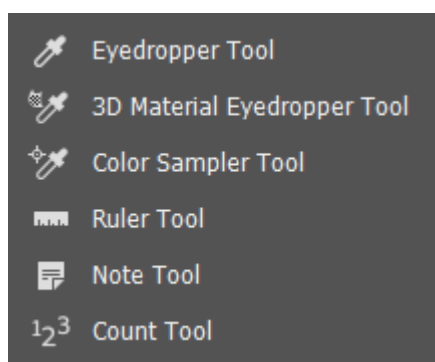 Eyedropper Tool
3D Material Eyedropper Tool
Color Sampler Tool
Ruler Tool
Note Tool
123 Count Tool